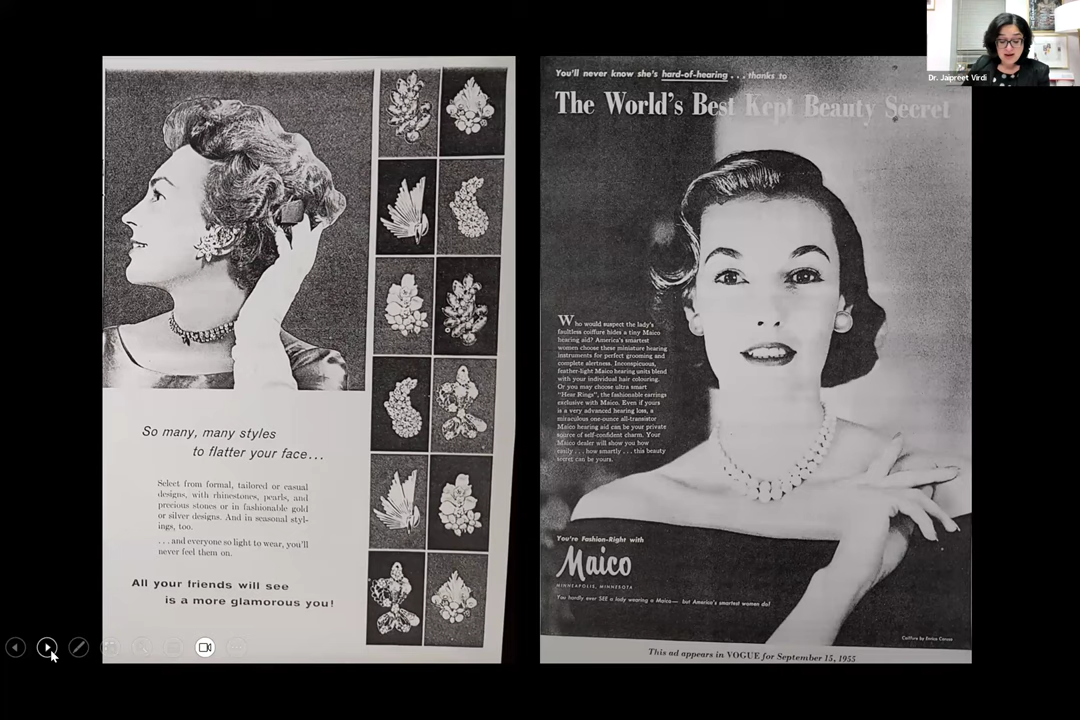 So many, many styles
to flatter your face...
Select from formal, tailored or casual
designs, with rhinestones, pearls, and
precious stones or in fashionable gold
or silver designs. And in seasonal styl-
ings, too.
. . . and everyone so light to wear, you'll
never feel them on.
All your friends will see
is a more glamorous you!
You'll never know she's hard-of-hearing . . . thanks to
The World's Best Kept Beauty Secret
Who would suspect the lady's
faultless coiffure hides a tiny Maico
hearing aid? America's smartest
women choose these miniature hearing
instruments for perfect grooming and
complete alertness. Inconspicuous,
feather-light Maico hearing units blend
with your individual hair colouring.
Or you may choose ultra smart
"Hear Rings", the fashionable earrings
exclusive with Maico. Even if yours
is a very advanced hearing loss, a
miraculous one-ounce all-transistor
Maico hearing aid can be your private
source of self-confident charm. Your
Maico dealer will show you how
easily . . . how smartly . . . this beauty
secret can be yours.
You're Fashion-Right with
Maico
MINNEAPOLIS, MINNESOTA
You hardly ever SEE a lady wearing a Maico— but America's smartest women do!
Coiffure by Enrico Caruso
This ad appears in VOGUE for September 15, 1955
Dr. Jaipreet Virdi